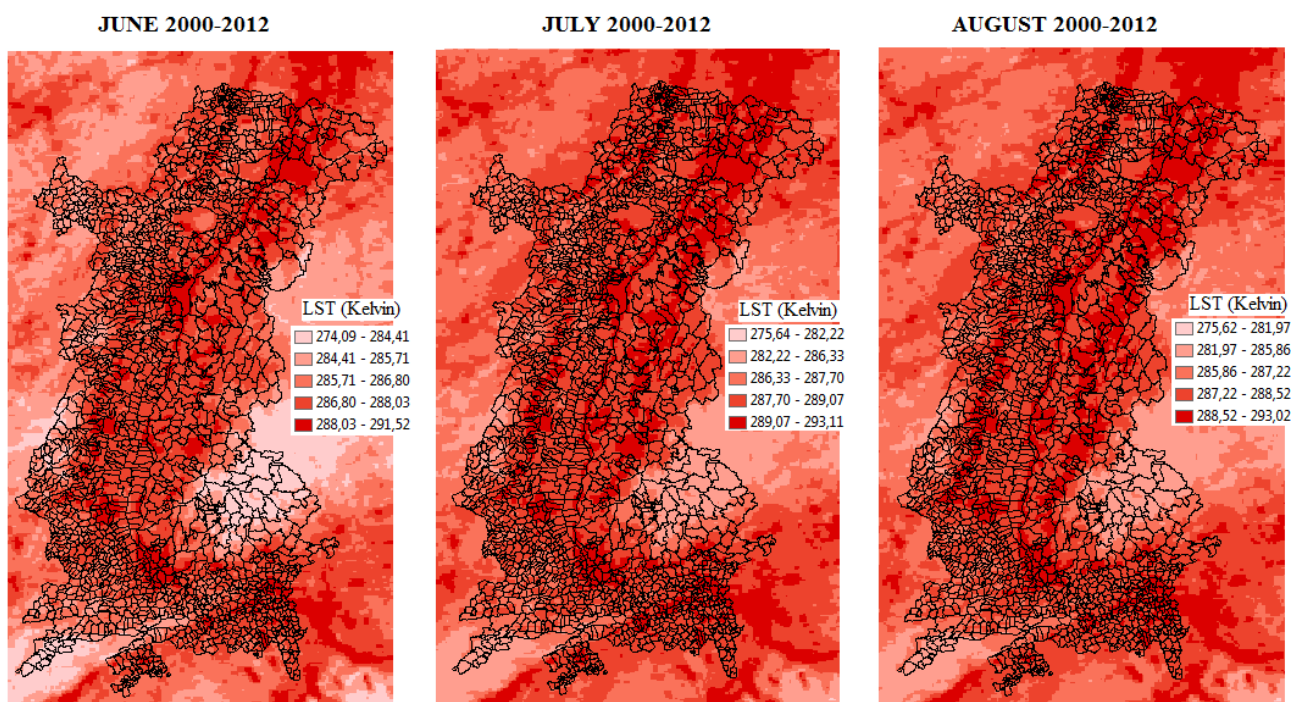 JUNE 2000-2012
JULY 2000-2012
AUGUST 2000-2012
LST (Kelvin)
274,09 - 284,41
284,41 - 285,71
285,71 - 286,80
286,80 - 288,03
288,03 - 291,52
LST (Kelvin)
275,64 - 282,22
282,22 - 286,33
286,33 - 287,70
287,70 - 289,07
289,07 - 293,11
LST (Kelvin)
275,62 - 281,97
281,97 - 285,86
285,86 - 287,22
287,22 - 288,52
288,52 - 293,02